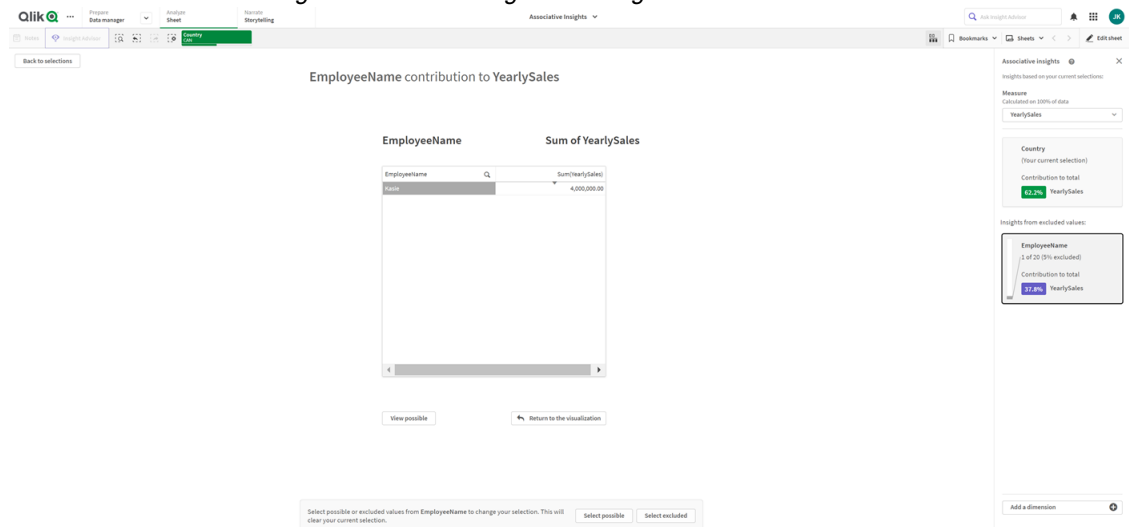 Qlik
Prepare
Data manager
Analyze
Sheet
Narrate
Storytelling
Associative Insights
Ask Insight Advisor
JK
Notes
Insight Advisor
Country
CAN
Bookmarks
Sheets
Edit sheet
Back to selections
EmployeeName contribution to YearlySales
EmployeeName
Sum of YearlySales
EmployeeName
Sum(YearlySales)
Kasie
4,000,000.00
View possible
Return to the visualization
Select possible or excluded values from EmployeeName to change your selection. This will
clear your current selection.
Select possible
Select excluded
Associative insights
Insights based on your current selections:
Measure
Calculated on 100% of data
YearlySales
Country
(Your current selection)
Contribution to total
62.2% YearlySales
Insights from excluded values:
EmployeeName
1 of 20 (5% excluded)
Contribution to total
37.8% YearlySales
Add a dimension